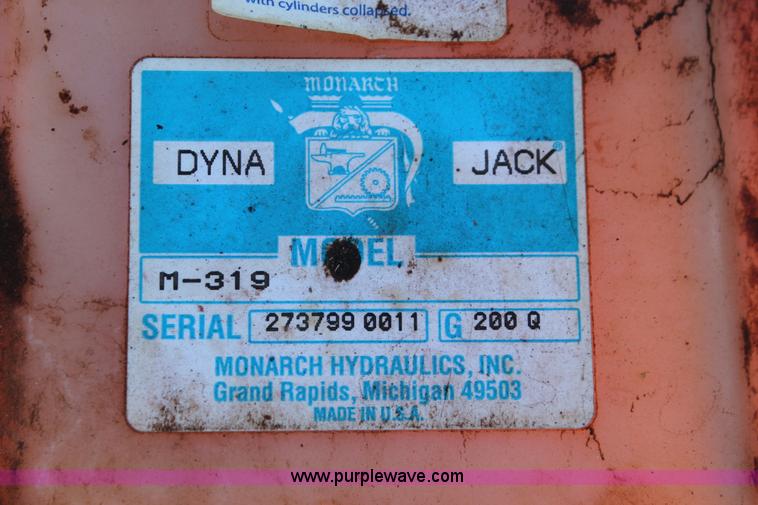 with cylinders collapsed.
MONARCH
DYNA JACK®
MODEL
M-319
SERIAL 273799 0011 G 200 Q
MONARCH HYDRAULICS, INC.
Grand Rapids, Michigan 49503
MADE IN U.S.A.
www.purplewave.com